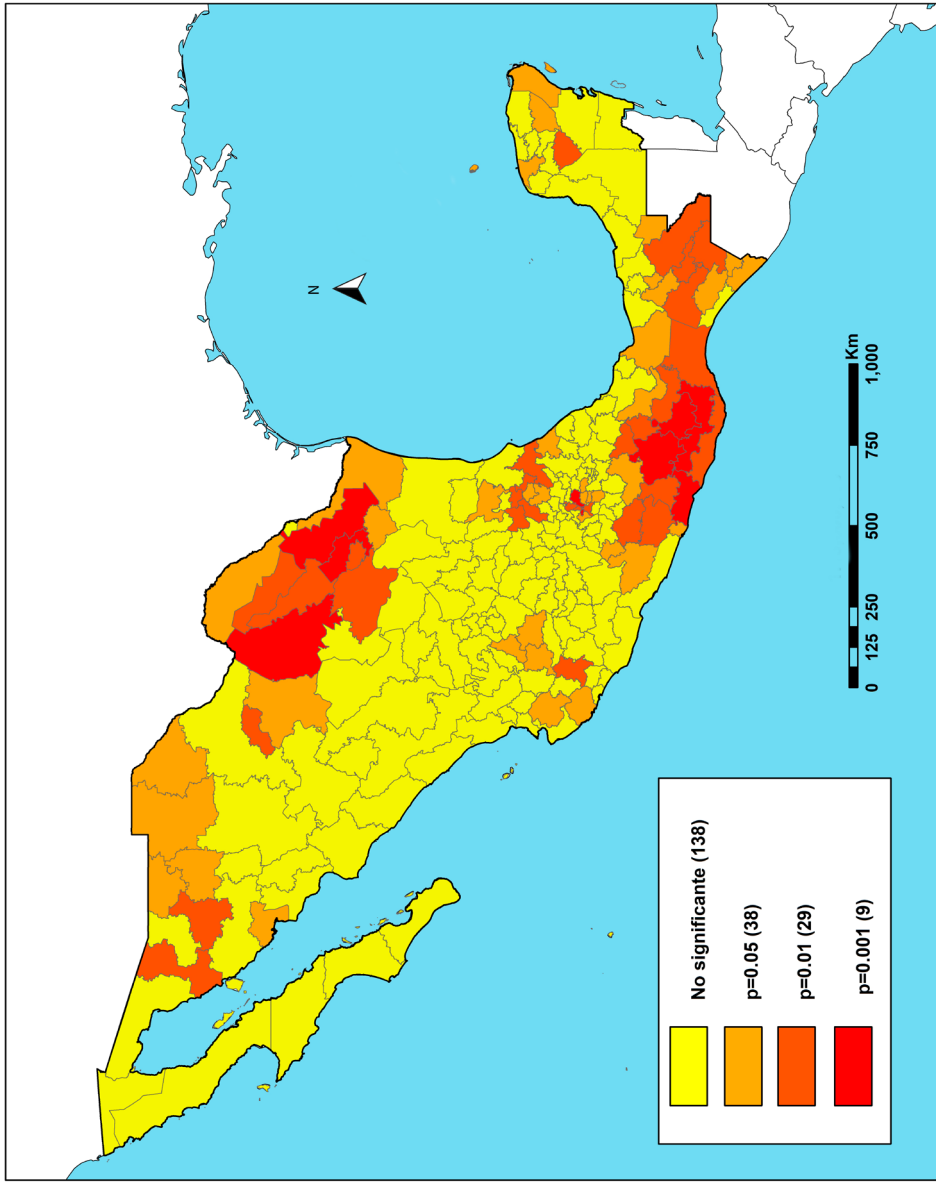 N
Km
0 125 250 500 750 1,000
No significante (138)
p=0.05 (38)
p=0.01 (29)
p=0.001 (9)